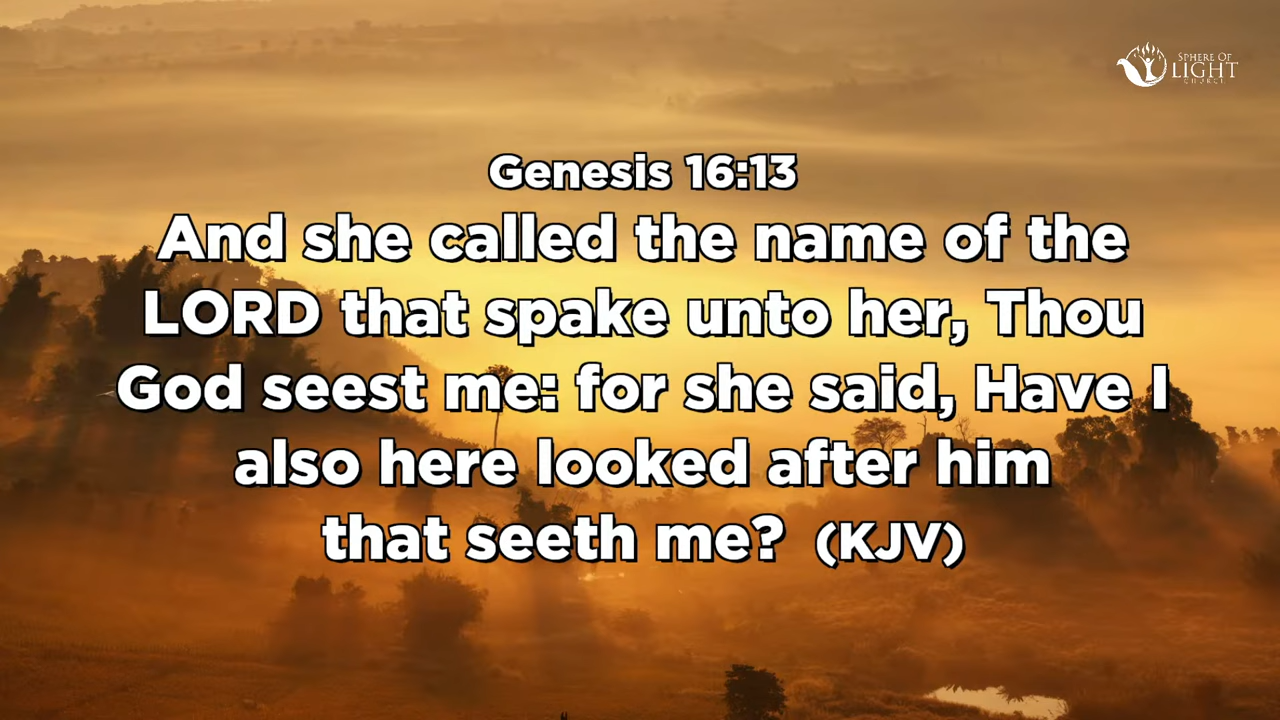 SPHERE OF
LIGHT
CHURCH
Genesis 16:13
And she called the name of the
LORD that spake unto her, Thou
God seest me: for she said, Have I
also here looked after him
that seeth me? (KJV)